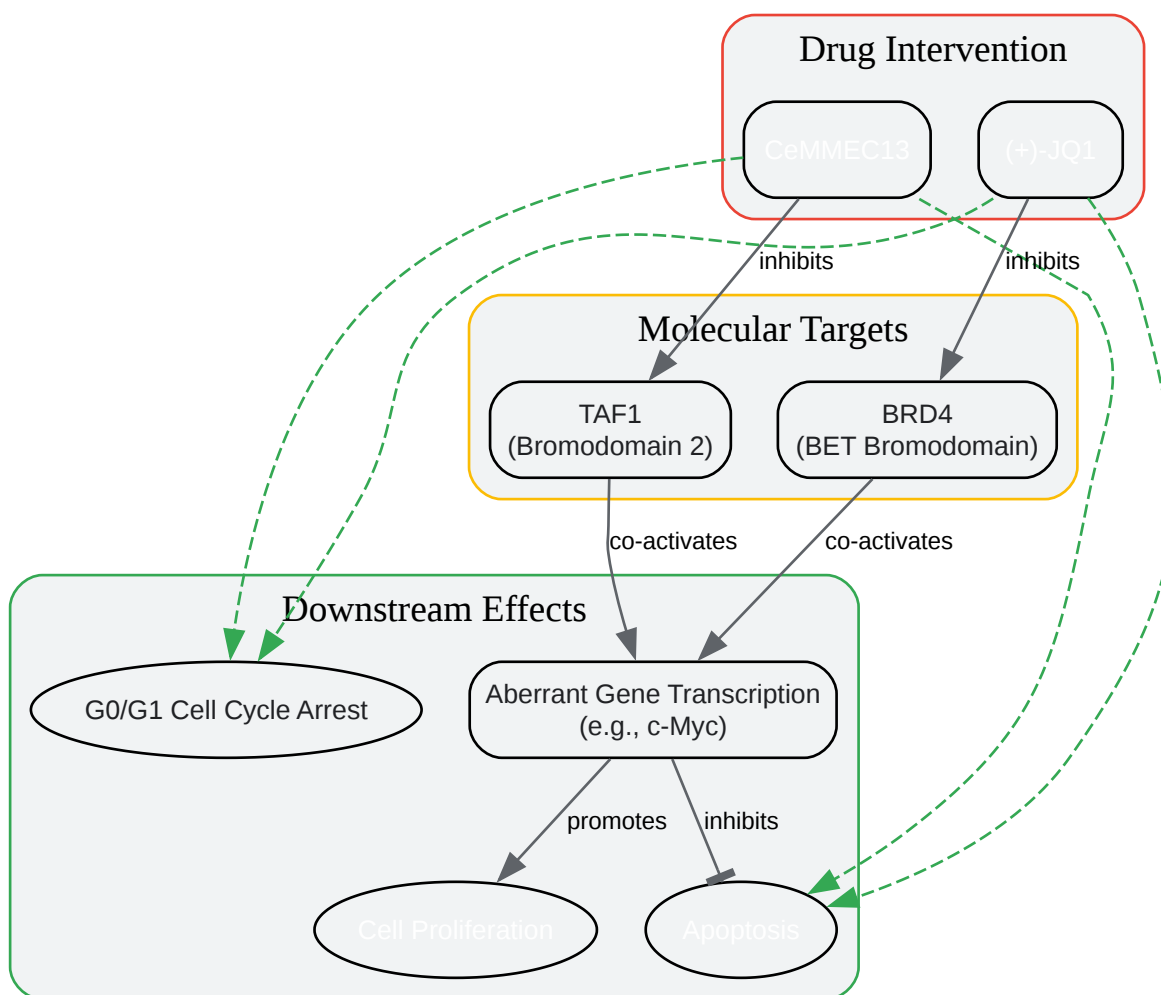 Drug Intervention
CeMMEC13
(+)-JQ1
inhibits
inhibits
Molecular Targets
TAF1
(Bromodomain 2)
BRD4
(BET Bromodomain)
co-activates
co-activates
Downstream Effects
G0/G1 Cell Cycle Arrest
Aberrant Gene Transcription
(e.g., c-Myc)
promotes
inhibits
Cell Proliferation
Apoptosis